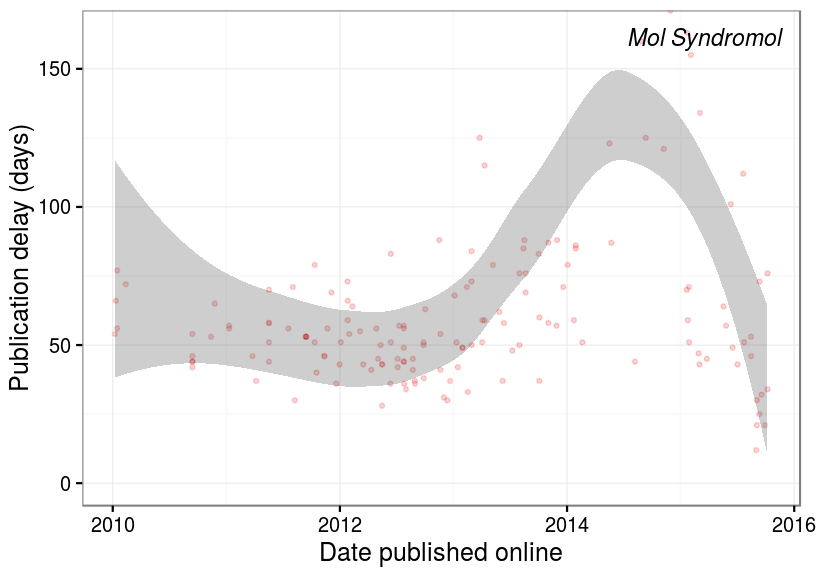 Mol Syndromol
150
100
50
0
Publication delay (days)
2010
2012
2014
2016
Date published online